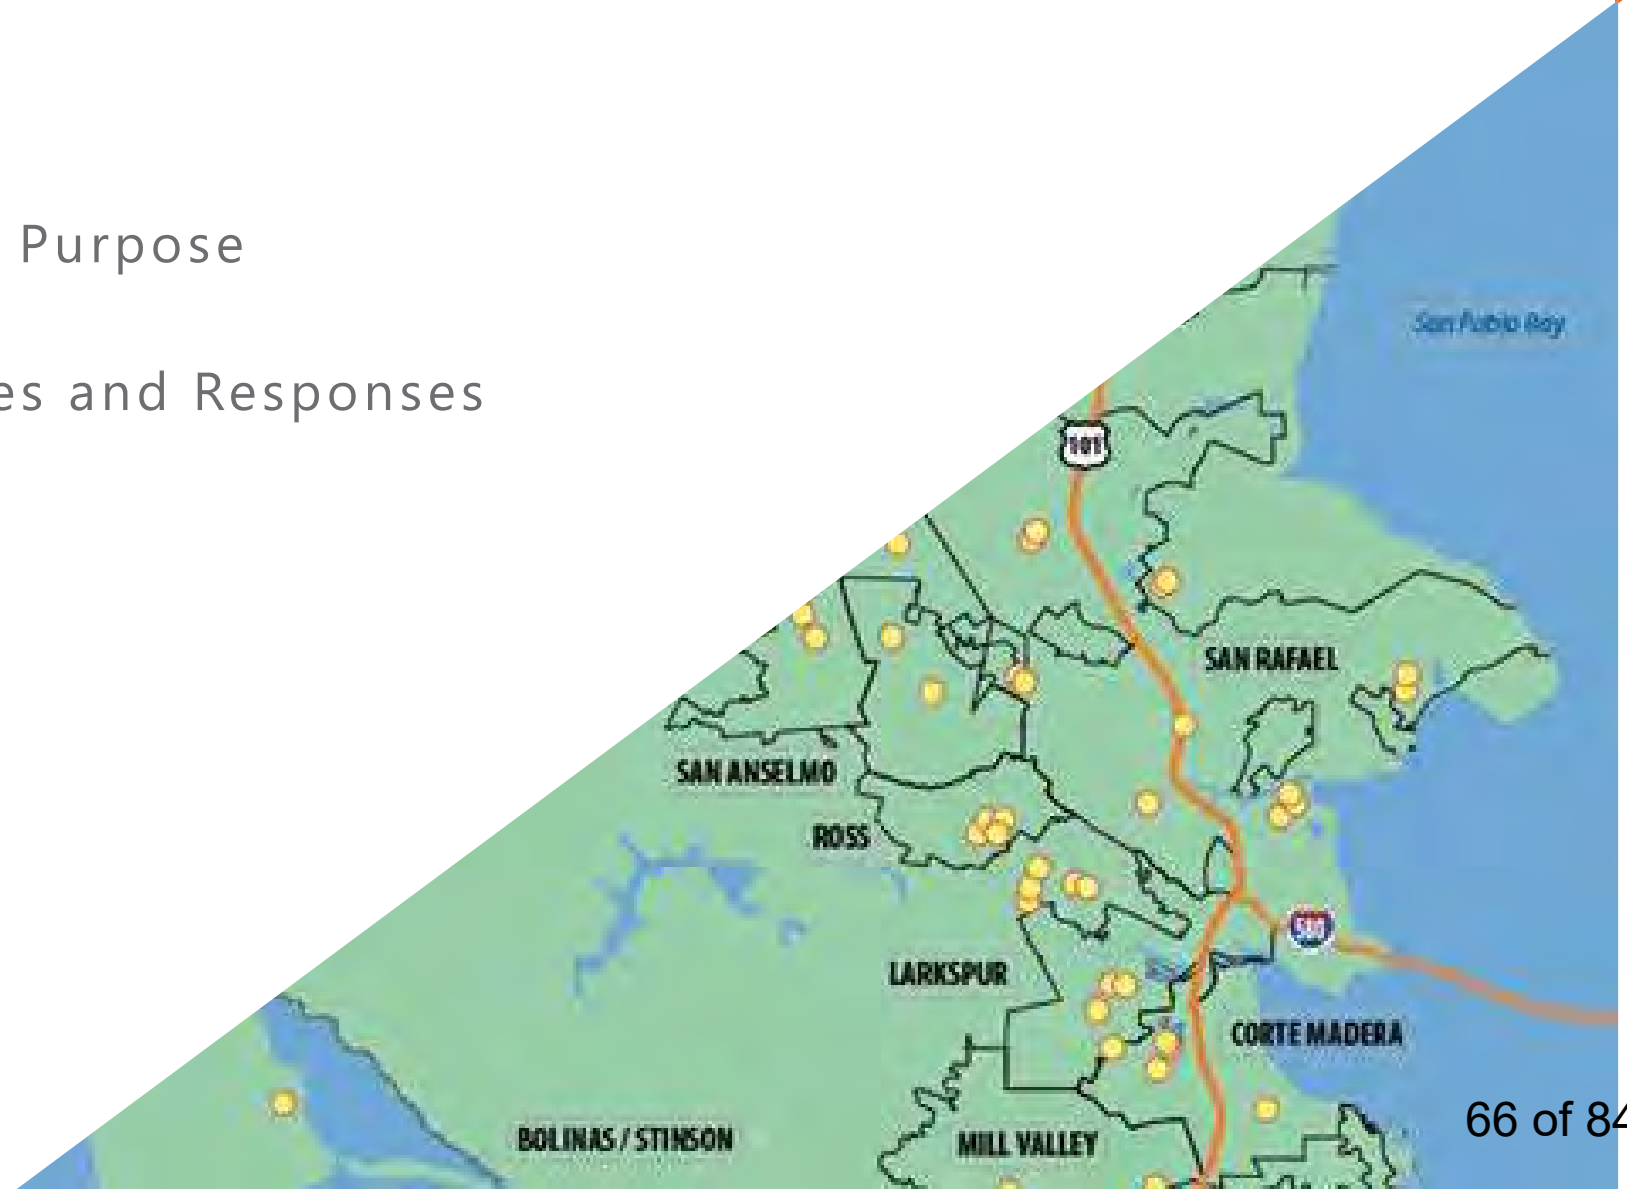 Purpose
San Pablo Bay
es and Responses
101
SAN RAFAEL
SAN ANSELMO
ROSS
580
LARKSPUR
CORTE MADERA
66 of 84
BOLINAS / STINSON
MILL VALLEY